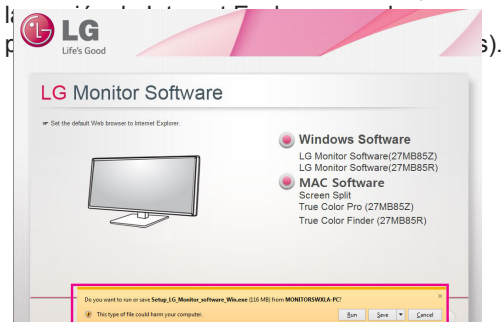 s).
LG
Life's Good
LG Monitor Software
☞ Set the default Web browser to Internet Explorer.
Windows Software
LG Monitor Software(27MB85Z)
LG Monitor Software(27MB85R)
MAC Software
Screen Split
True Color Pro (27MB85Z)
True Color Finder (27MB85R)
Do you want to run or save Setup_LG_Monitor_software_Win.exe (116 MB) from MONITORSWXLA-PC?
This type of file could harm your computer.
Run Save Cancel